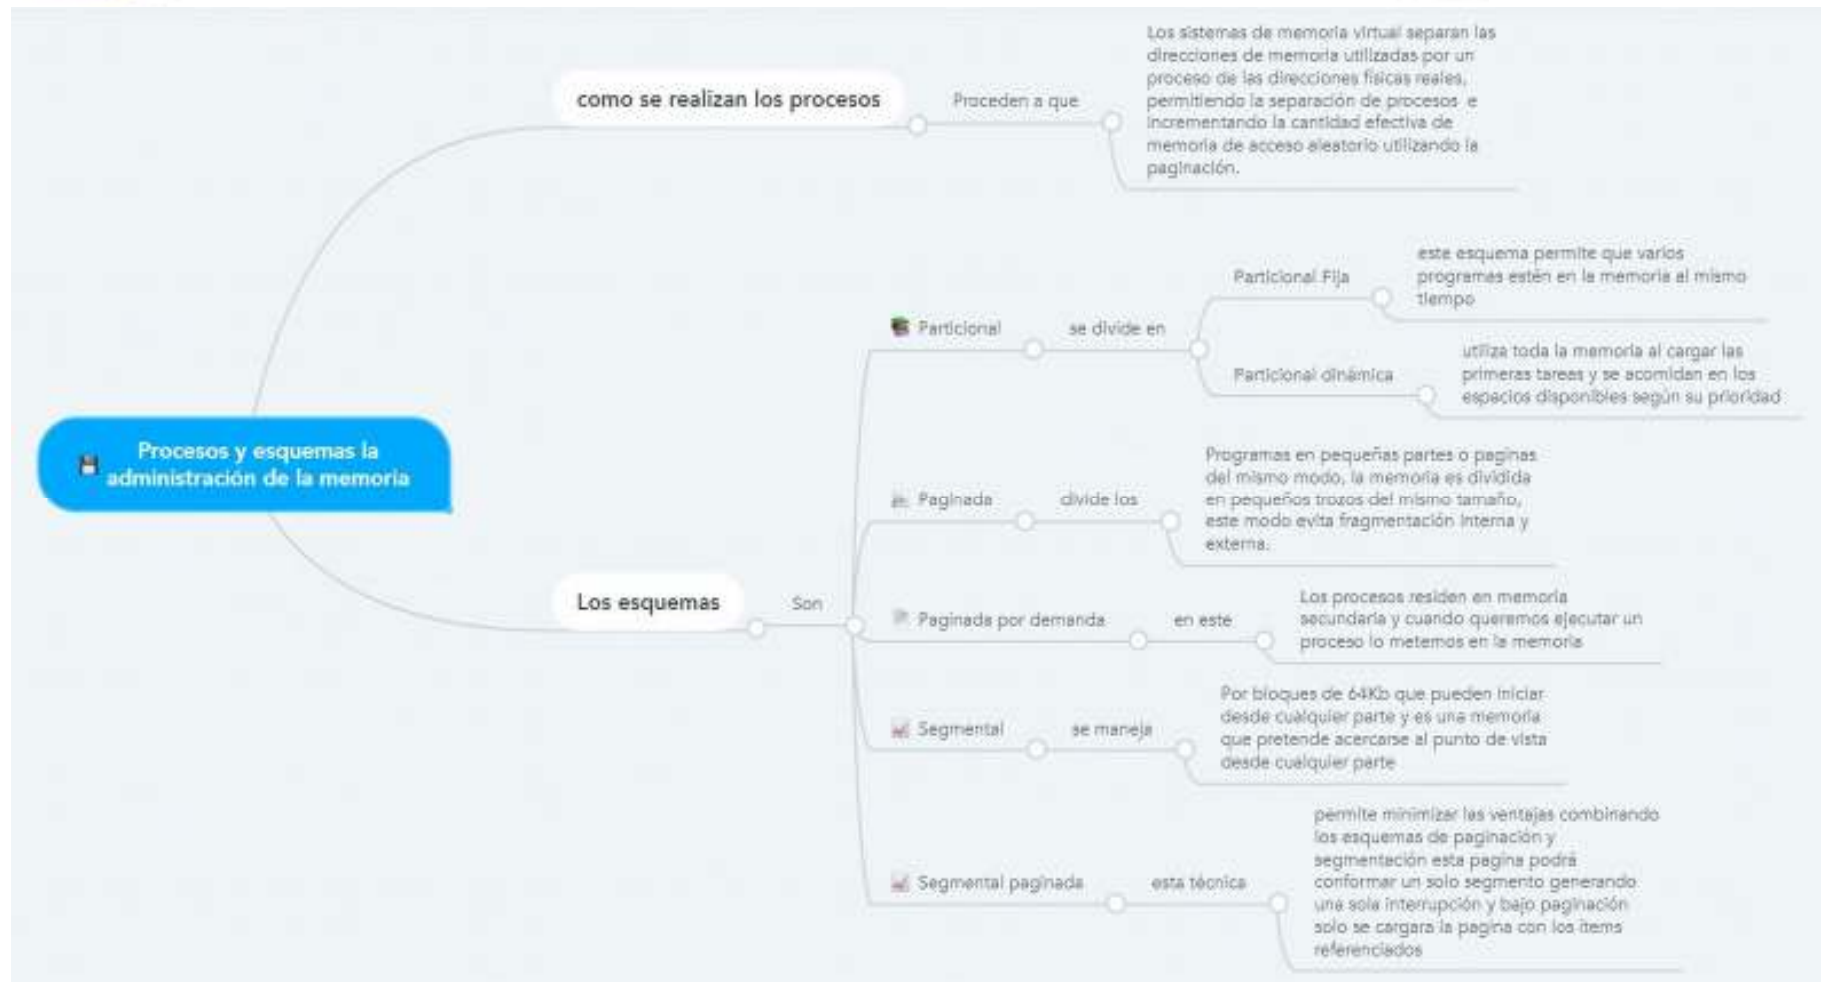 Procesos y esquemas la
administración de la memoria
como se realizan los procesos
Proceden a que
Los sistemas de memoria virtual separan las
direcciones de memoria utilizadas por un
proceso de las direcciones físicas reales,
permitiendo la separación de procesos e
incrementando la cantidad efectiva de
memoria de acceso aleatorio utilizando la
paginación.
Los esquemas
Son
Particional
se divide en
Particional Fija
este esquema permite que varios
programas estén en la memoria al mismo
tiempo
Particional dinámica
utiliza toda la memoria al cargar las
primeras tareas y se acomidan en los
espacios disponibles según su prioridad
Paginada
divide los
Programas en pequeñas partes o paginas
del mismo modo, la memoria es dividida
en pequeños trozos del mismo tamaño,
este modo evita fragmentación interna y
externa.
Paginada por demanda
en este
Los procesos residen en memoria
secundaria y cuando queremos ejecutar un
proceso lo metemos en la memoria
Segmental
se maneja
Por bloques de 64Kb que pueden iniciar
desde cualquier parte y es una memoria
que pretende acercarse al punto de vista
desde cualquier parte
Segmental paginada
esta técnica
permite minimizar las ventajas combinando
los esquemas de paginación y
segmentación esta pagina podrá
conformar un solo segmento generando
una sola interrupción y bajo paginación
solo se cargara la pagina con los ítems
referenciados